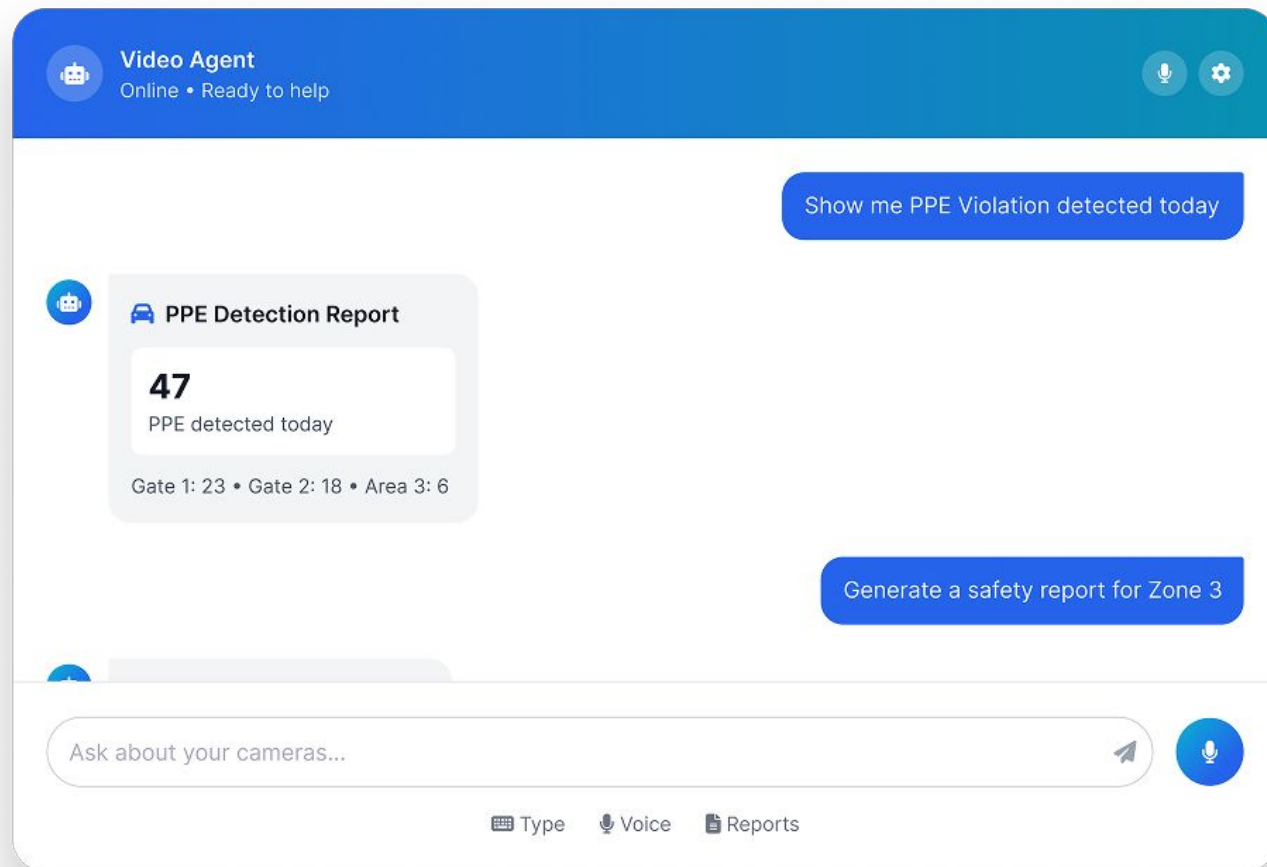 Video Agent
Online • Ready to help
Show me PPE Violation detected today
PPE Detection Report
47
PPE detected today
Gate 1: 23 • Gate 2: 18 • Area 3: 6
Generate a safety report for Zone 3
Ask about your cameras...
Type Voice Reports